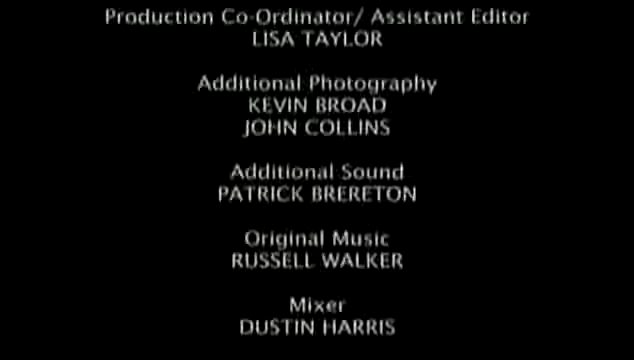 Production Co-Ordinator/ Assistant Editor
LISA TAYLOR
Additional Photography
KEVIN BROAD
JOHN COLLINS
Additional Sound
PATRICK BRERETON
Original Music
RUSSELL WALKER
Mixer
DUSTIN HARRIS